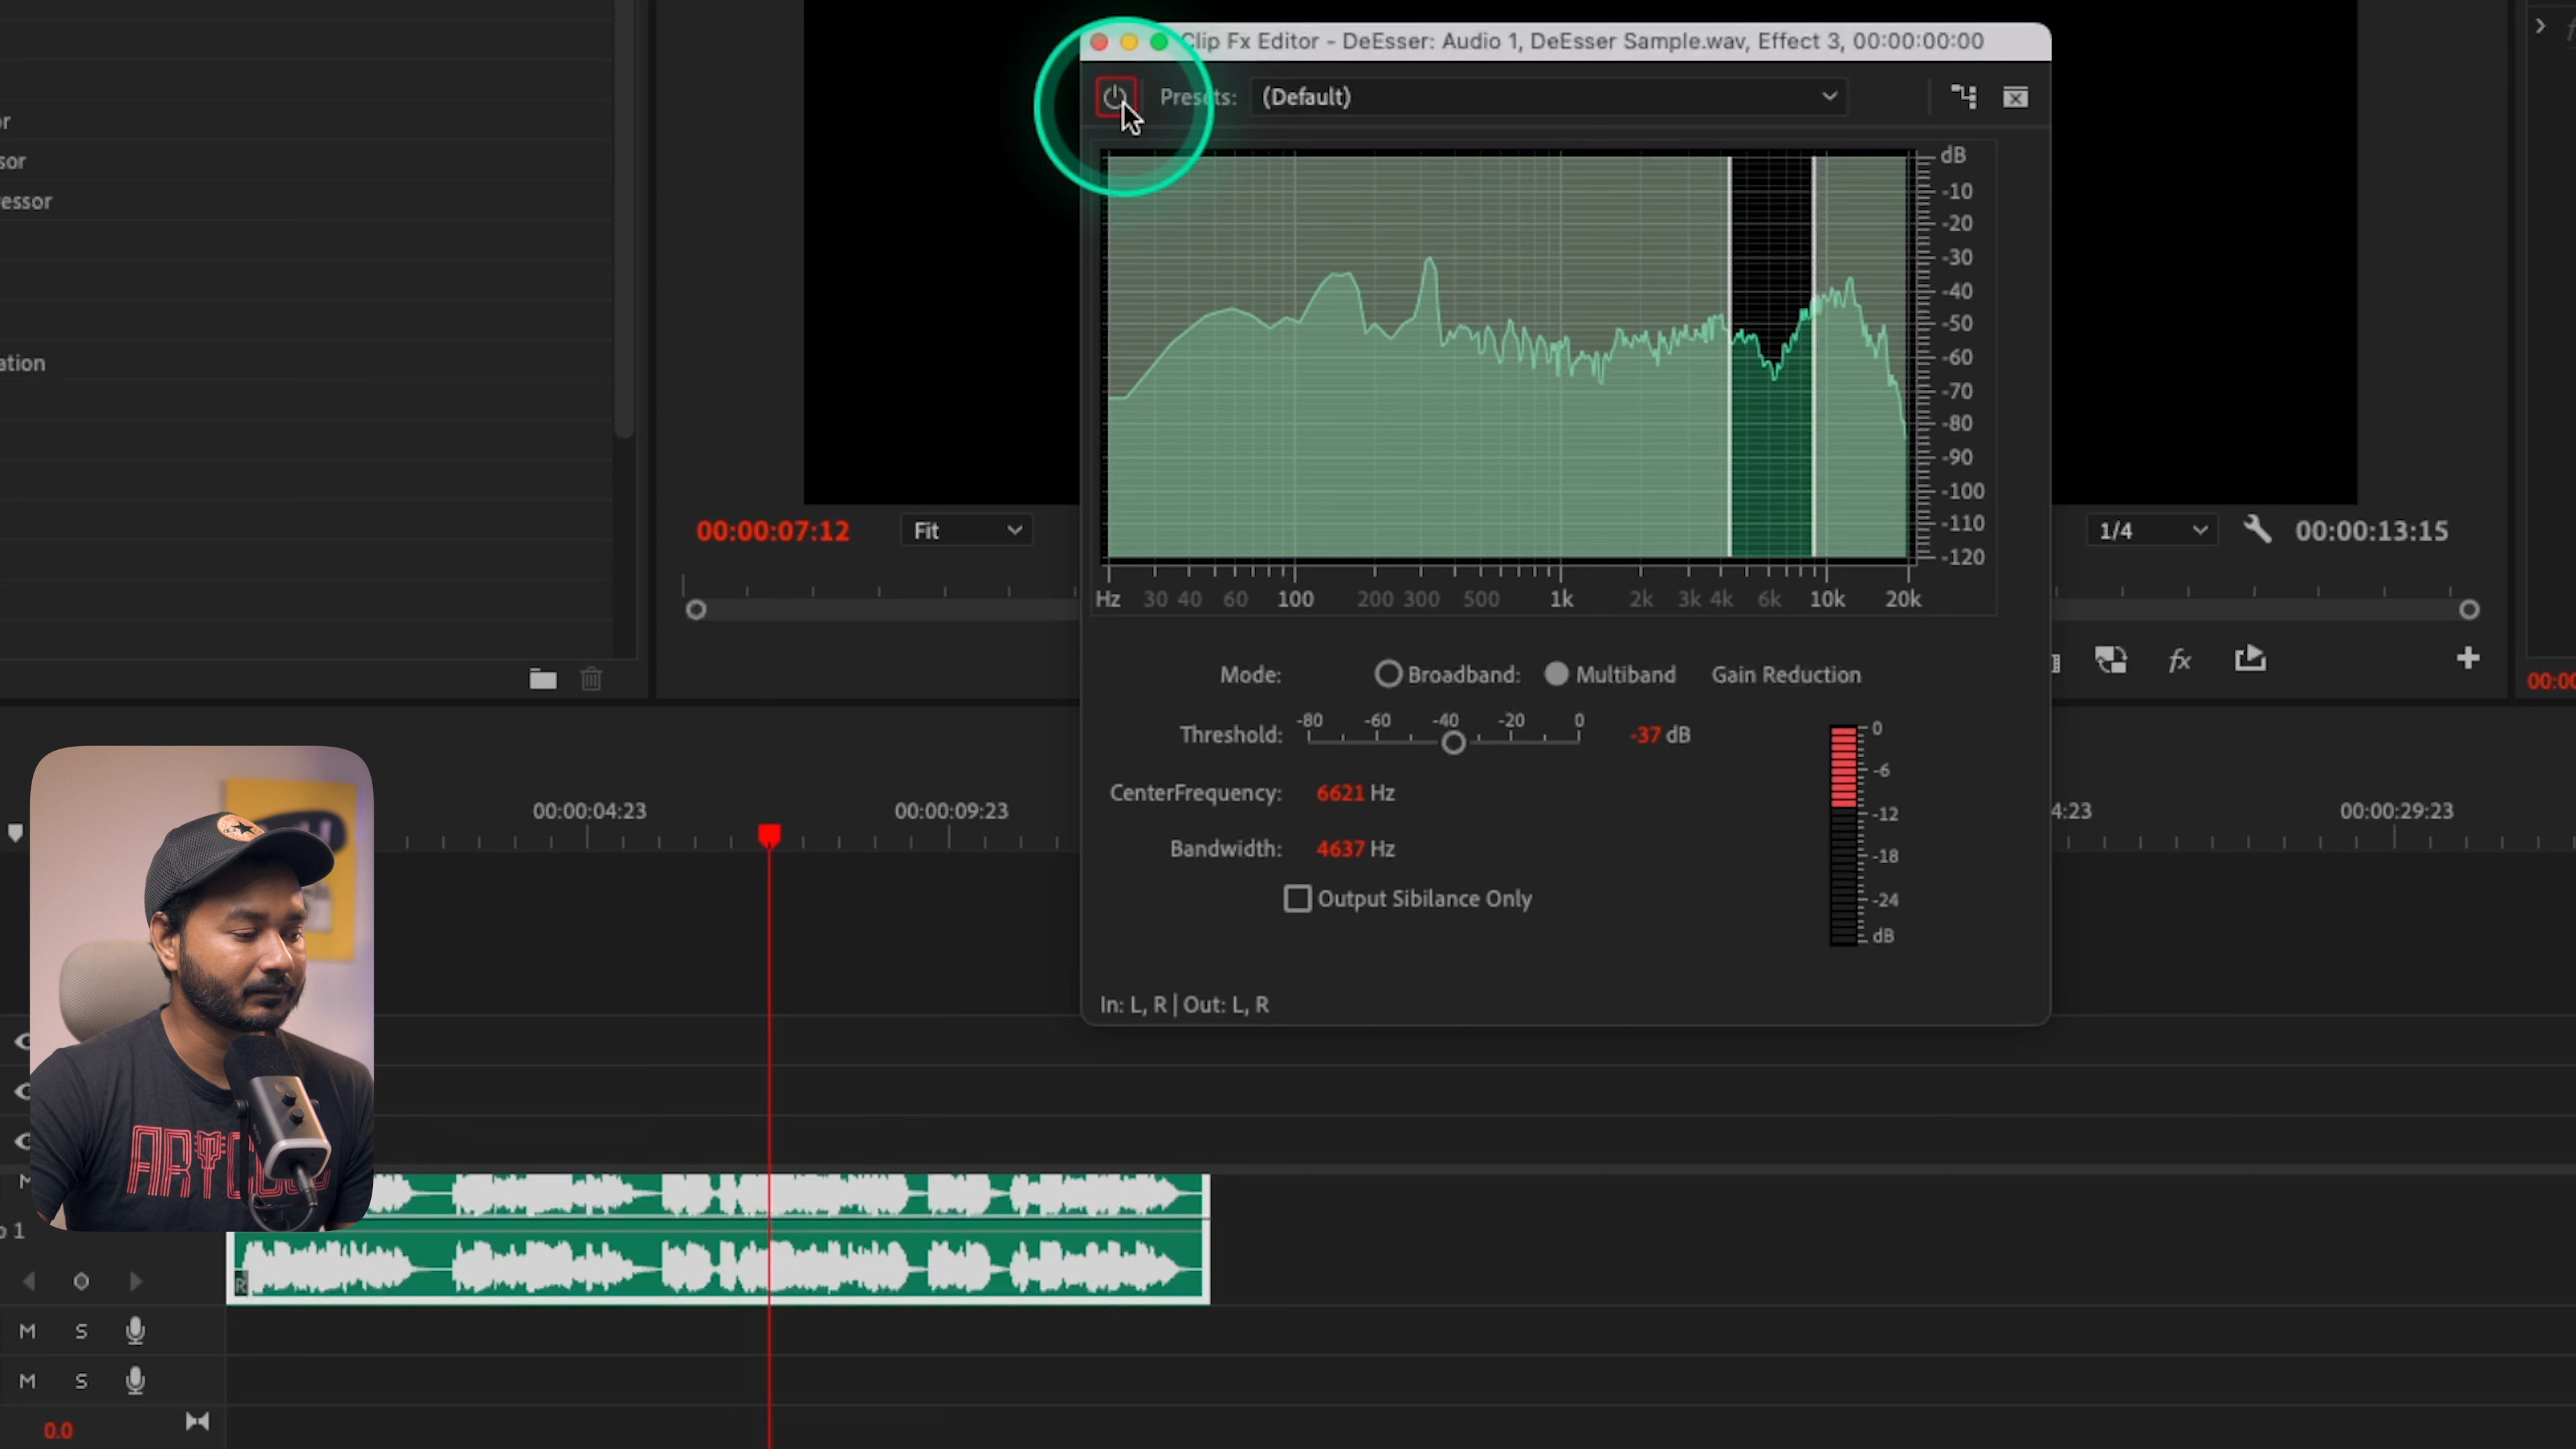 Clip Fx Editor - DeEsser: Audio 1, DeEsser Sample.wav, Effect 3, 00:00:00:00
Presets: (Default)
or
sor
essor
ation
dB
-10
-20
-30
-40
-50
-60
-70
-80
-90
-100
-110
-120
Hz 30 40 60 100 200 300 500 1k 2k 3k 4k 6k 10k 20k
00:00:07:12 Fit
1/4 00:00:13:15
fx
00:00
Mode: Broadband: Multiband Gain Reduction
-80 -60 -40 -20 0
Threshold: -37 dB
CenterFrequency: 6621 Hz
Bandwidth: 4637 Hz
Output Sibilance Only
0
-6
-12
-18
-24
dB
In: L, R | Out: L, R
00:00:04:23 00:00:09:23 4:23 00:00:29:23
o 1
R
M S
M S
0.0